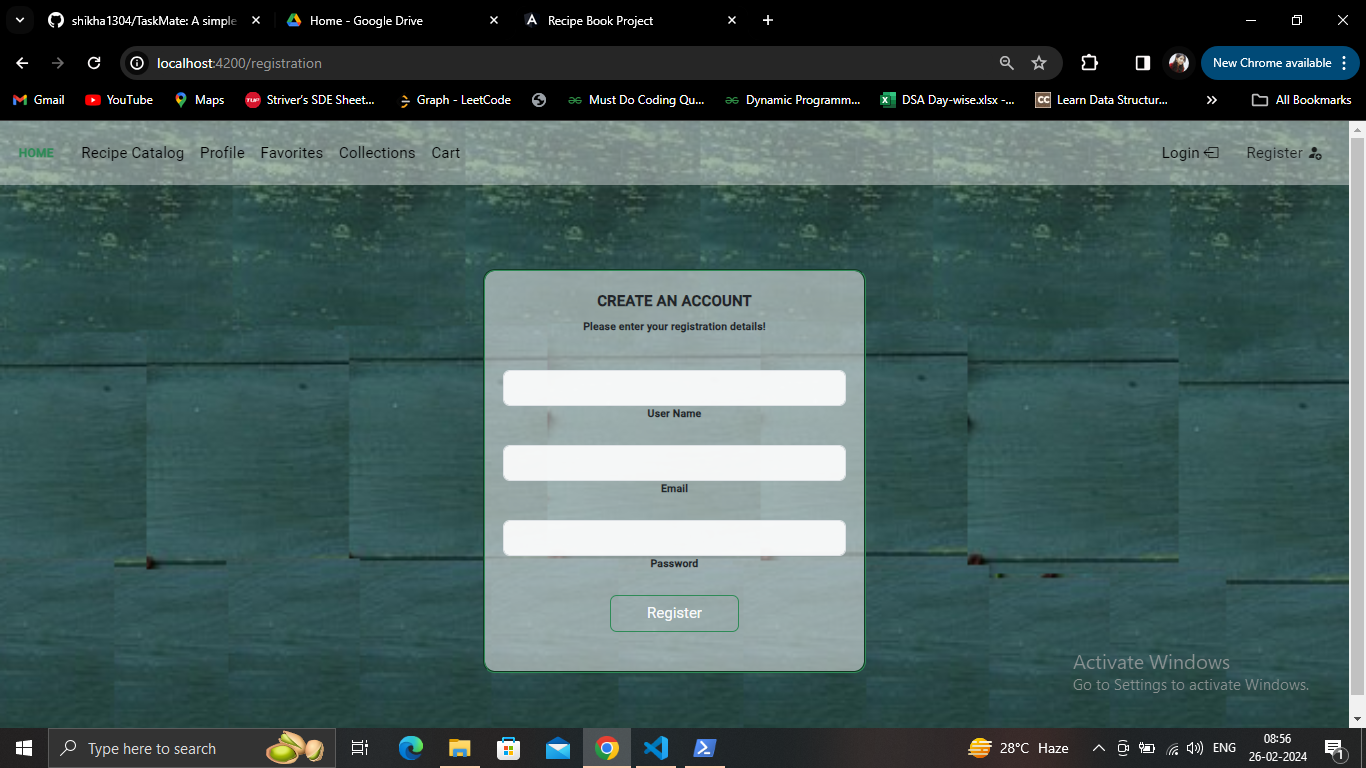 shikha1304/TaskMate: A simple
Home - Google Drive
Recipe Book Project
localhost:4200/registration
New Chrome available
Gmail
YouTube
Maps
Striver's SDE Sheet...
Graph - LeetCode
Must Do Coding Qu...
Dynamic Programm...
DSA Day-wise.xlsx -...
Learn Data Structur...
All Bookmarks
HOME
Recipe Catalog
Profile
Favorites
Collections
Cart
Login
Register
CREATE AN ACCOUNT
Please enter your registration details!
User Name
Email
Password
Register
Activate Windows
Go to Settings to activate Windows.
Type here to search
28°C Haze
ENG
08:56
26-02-2024
1